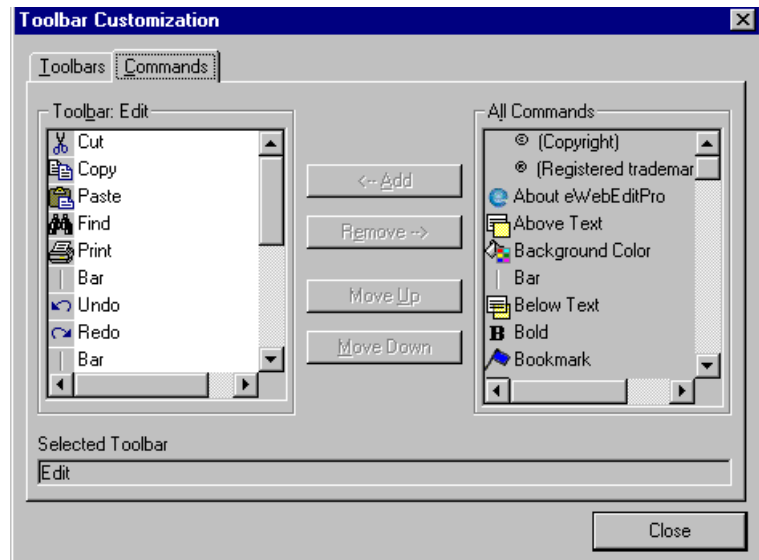 Toolbar Customization
Toolbars
Commands
Toolbar: Edit
Cut
Copy
Paste
Find
Print
Bar
Undo
Redo
Bar
<-- Add
Remove -->
Move Up
Move Down
All Commands
© (Copyright)
® (Registered trademar
About eWebEditPro
Above Text
Background Color
Bar
Below Text
B Bold
Bookmark
Selected Toolbar
Edit
Close